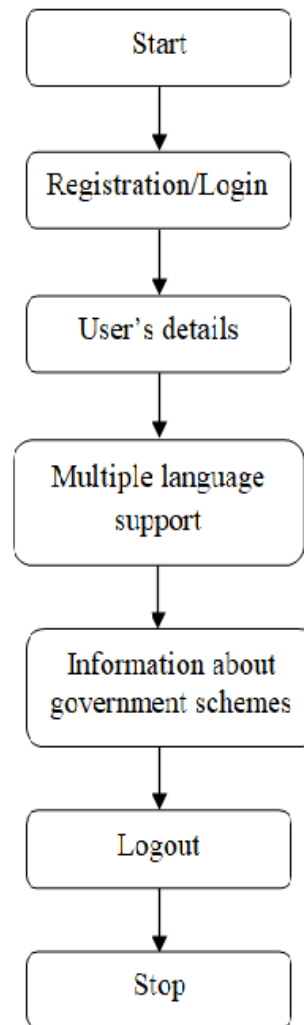 Start
Registration/Login
User’s details
Multiple language
support
Information about
government schemes
Logout
Stop